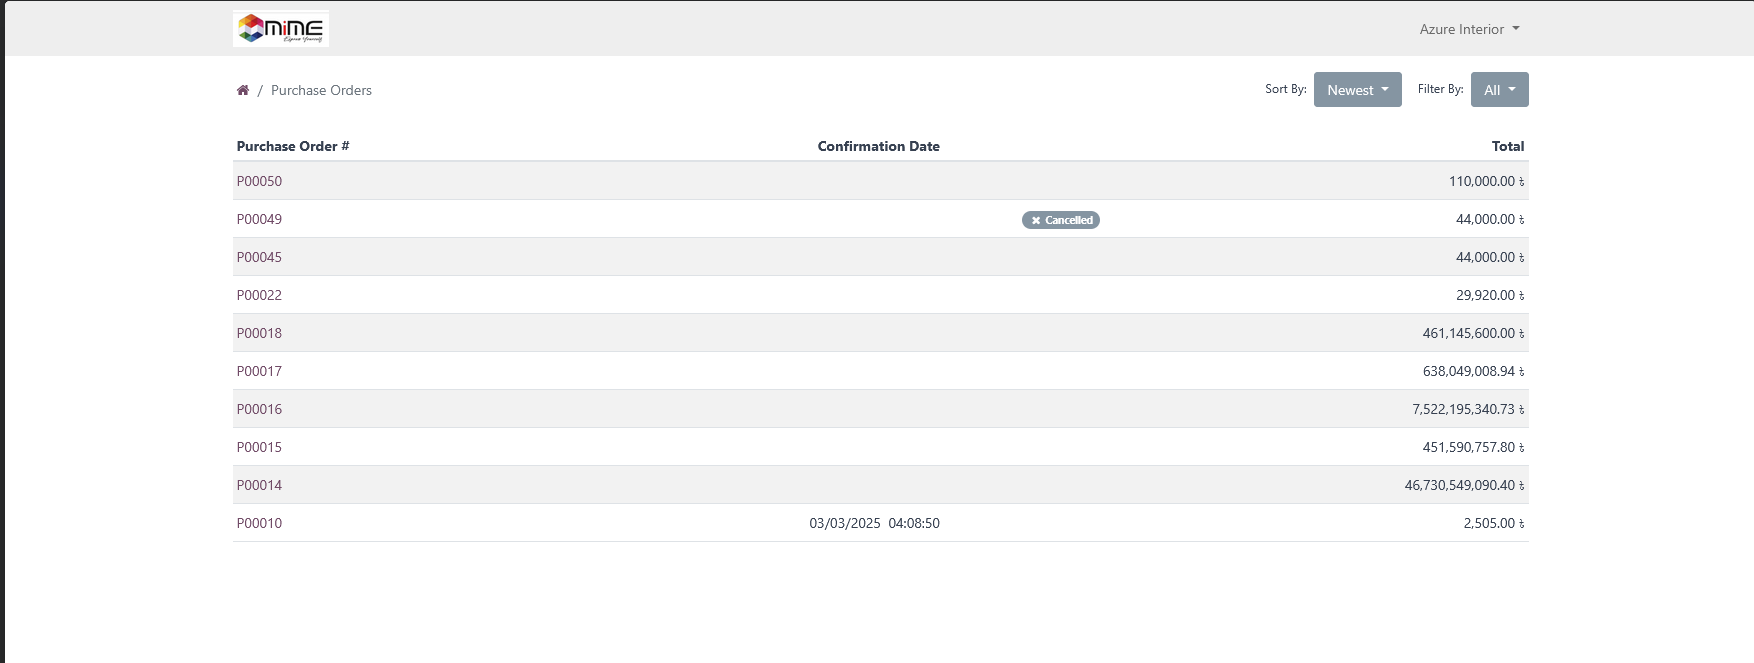 MiME
Express Yourself
Azure Interior
/ Purchase Orders
Sort By: Newest Filter By: All
Purchase Order # Confirmation Date Total
P00050 110,000.00 ৳
P00049 Cancelled 44,000.00 ৳
P00045 44,000.00 ৳
P00022 29,920.00 ৳
P00018 461,145,600.00 ৳
P00017 638,049,008.94 ৳
P00016 7,522,195,340.73 ৳
P00015 451,590,757.80 ৳
P00014 46,730,549,090.40 ৳
P00010 03/03/2025 04:08:50 2,505.00 ৳